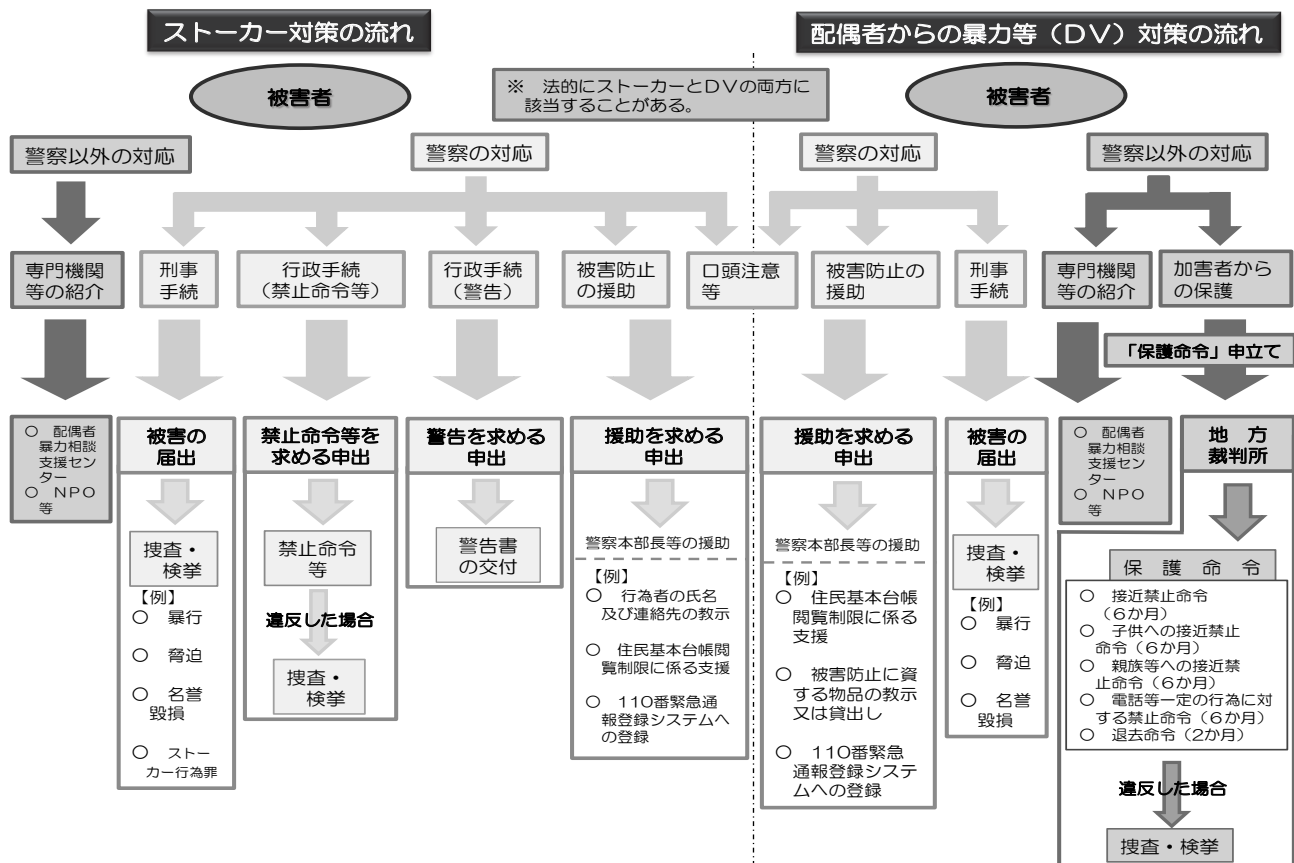 ストーカー対策の流れ
被害者
※　法的にストーカーとDVの両方に
該当することがある。
警察以外の対応
警察の対応
専門機関
等の紹介
刑事
手続
行政手続
(禁止命令等)
行政手続
(警告)
被害防止
の援助
口頭注意
等
○　配偶者
暴力相談
支援セン
ター
○　NPO
等
被害の
届出
捜査・
検挙
【例】
○　暴行
○　脅迫
○　名誉
毀損
○　ストー
カー行為罪
禁止命令等を
求める申出
禁止命令
等
違反した場合
捜査・
検挙
警告を求める
申出
警告書
の交付
援助を求める
申出
警察本部長等の援助
【例】
○　行為者の氏名
及び連絡先の教示
○　住民基本台帳閲
覧制限に係る支援
○　110番緊急通
報登録システムへ
の登録
配偶者からの暴力等（DV）対策の流れ
被害者
警察の対応
警察以外の対応
被害防止の
援助
刑事
手続
専門機関
等の紹介
加害者から
の保護
「保護命令」申立て
援助を求める
申出
警察本部長等の援助
【例】
○　住民基本台帳
閲覧制限に係る
支援
○　被害防止に資
する物品の教示
又は貸出し
○　110番緊急
通報登録システ
ムへの登録
被害の
届出
捜査・
検挙
【例】
○　暴行
○　脅迫
○　名誉
毀損
○　配偶者
暴力相談
支援セン
ター
○　NPO
等
地　方
裁判所
保　護　命　令
○　接近禁止命令
（6か月）
○　子供への接近禁止
命令（6か月）
○　親族等への接近禁
止命令（6か月）
○　電話等一定の行為に対
する禁止命令（6か月）
○　退去命令（2か月）
違反した場合
捜査・検挙